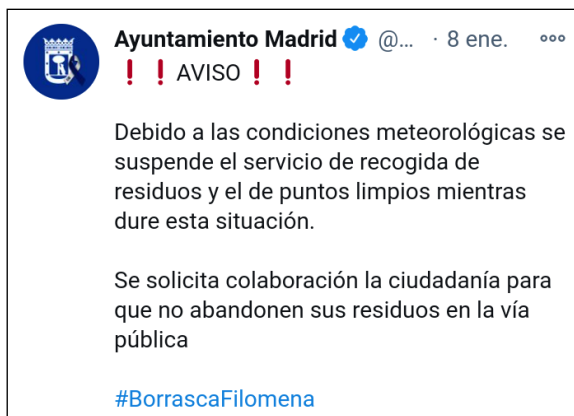 Ayuntamiento Madrid @... · 8 ene.
❗❗AVISO❗❗
Debido a las condiciones meteorológicas se
suspende el servicio de recogida de
residuos y el de puntos limpios mientras
dure esta situación.
Se solicita colaboración la ciudadanía para
que no abandonen sus residuos en la vía
pública
#BorrascaFilomena